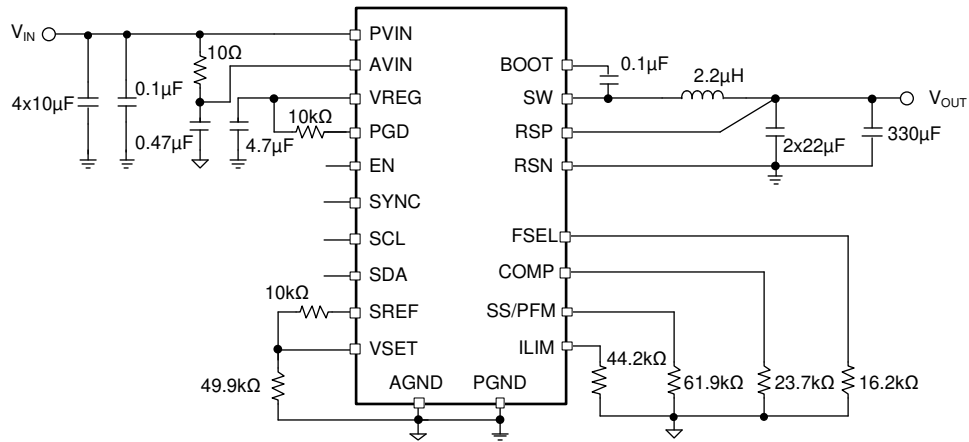 V_IN
4x10µF
0.1µF
10Ω
0.47µF
4.7µF
10kΩ
PVIN
AVIN
VREG
PGD
EN
SYNC
SCL
SDA
SREF
VSET
10kΩ
49.9kΩ
AGND
PGND
BOOT
SW
RSP
RSN
FSEL
COMP
SS/PFM
ILIM
0.1µF
2.2µH
V_OUT
2x22µF
330µF
44.2kΩ
61.9kΩ
23.7kΩ
16.2kΩ